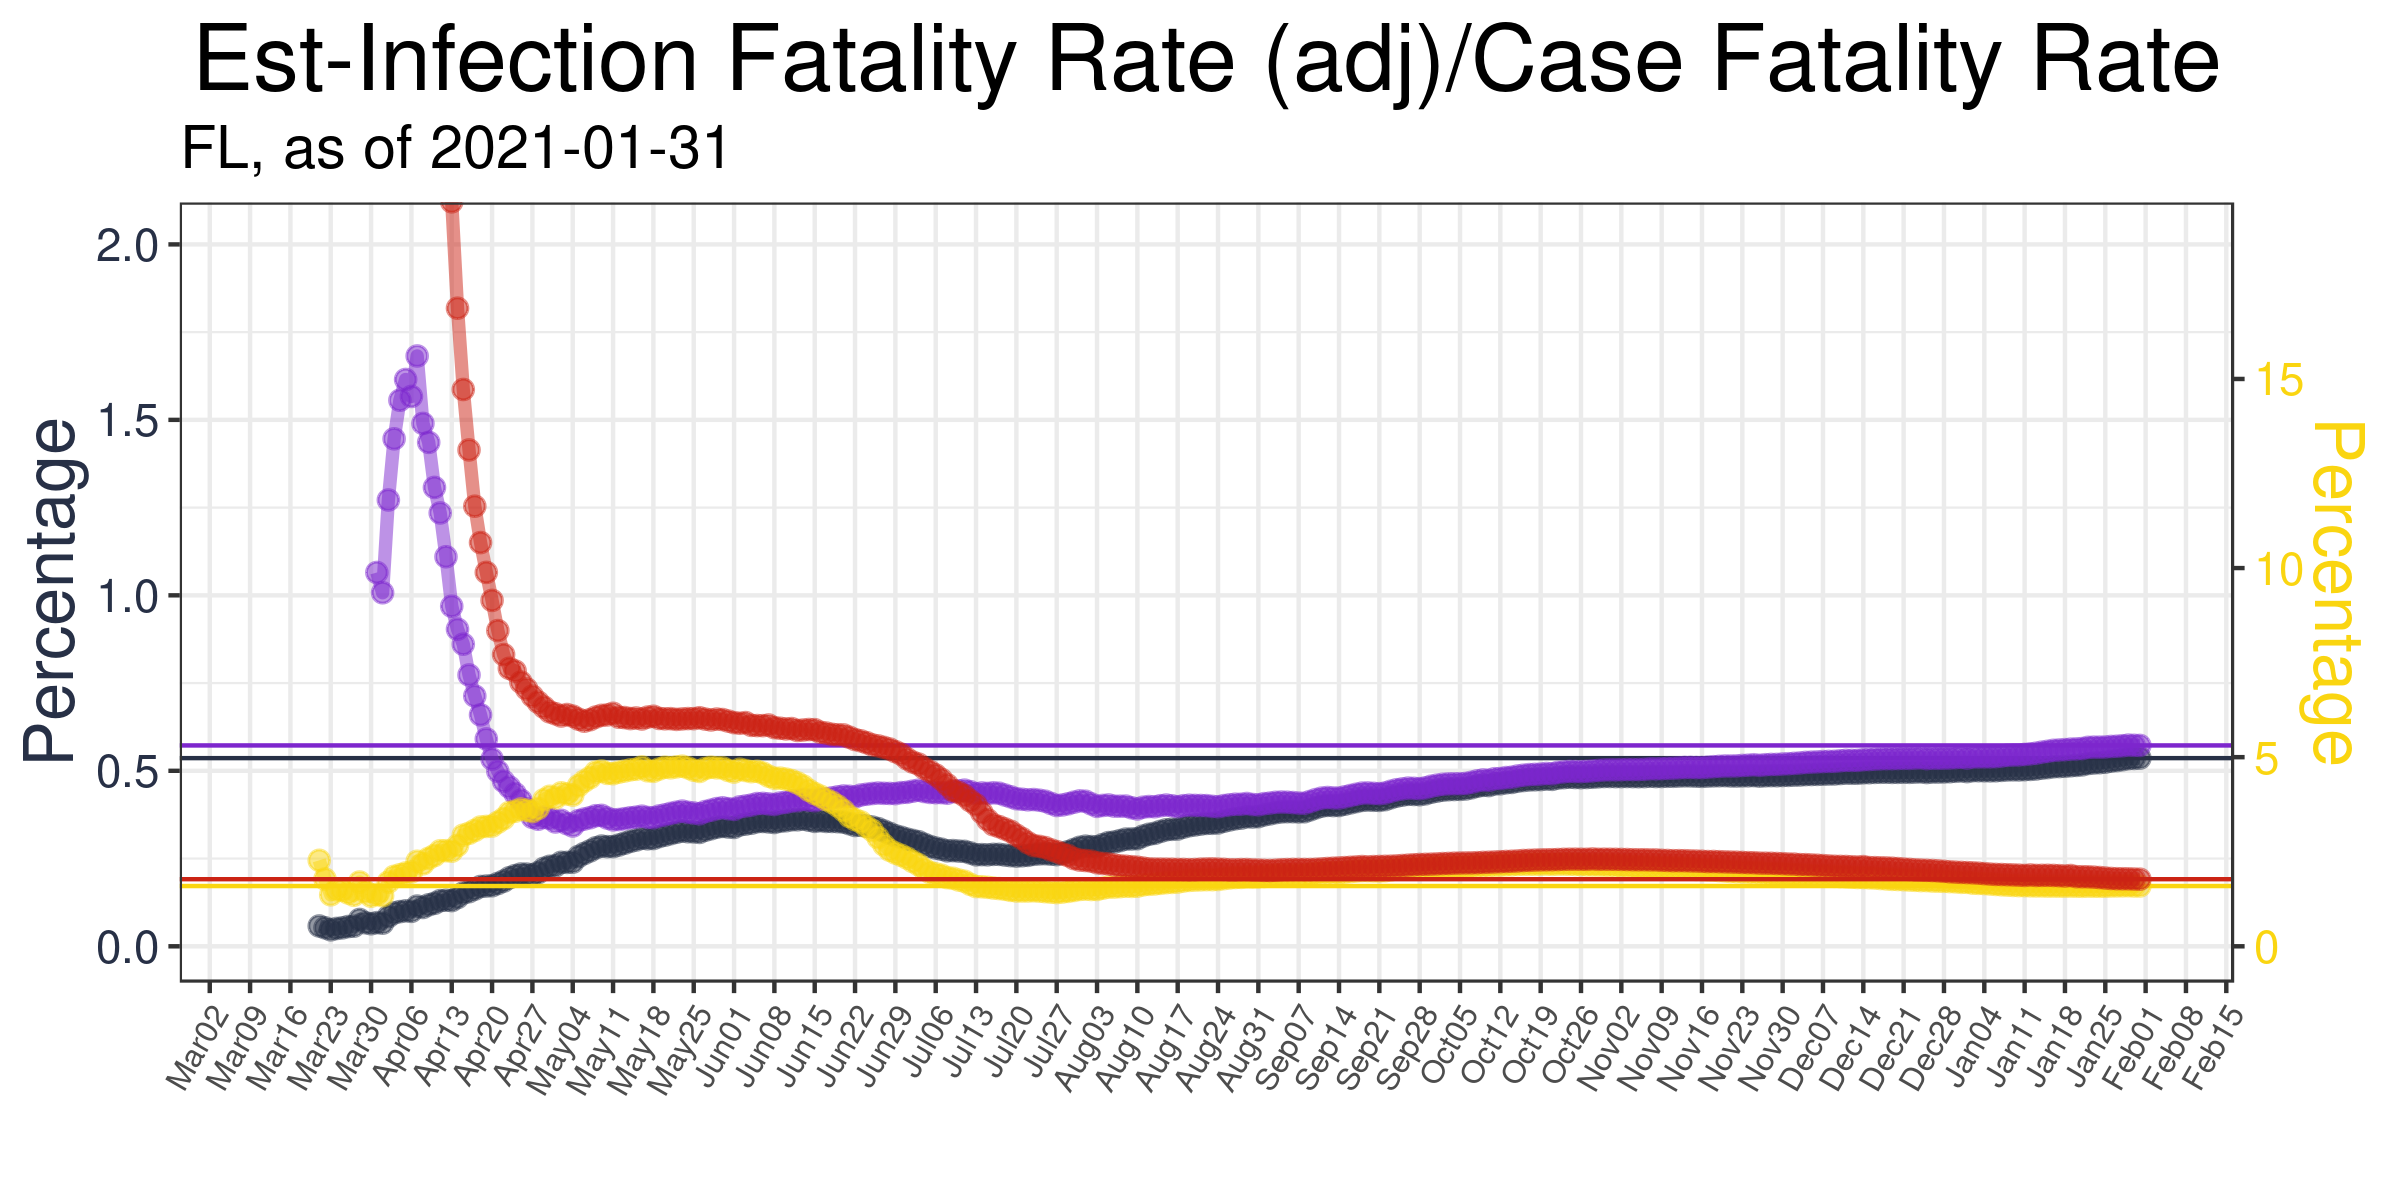 Est-Infection Fatality Rate (adj)/Case Fatality Rate
FL, as of 2021-01-31
Percentage
2.0
1.5
1.0
0.5
0.0
15
10
5
0
Percentage
Mar02 Mar09 Mar16 Mar23 Mar30 Apr06 Apr13 Apr20 Apr27 May04 May11 May18 May25 Jun01 Jun08 Jun15 Jun22 Jun29 Jul06 Jul13 Jul20 Jul27 Aug03 Aug10 Aug17 Aug24 Aug31 Sep07 Sep14 Sep21 Sep28 Oct05 Oct12 Oct19 Oct26 Nov02 Nov09 Nov16 Nov23 Nov30 Dec07 Dec14 Dec21 Dec28 Jan04 Jan11 Jan18 Jan25 Feb01 Feb08 Feb15